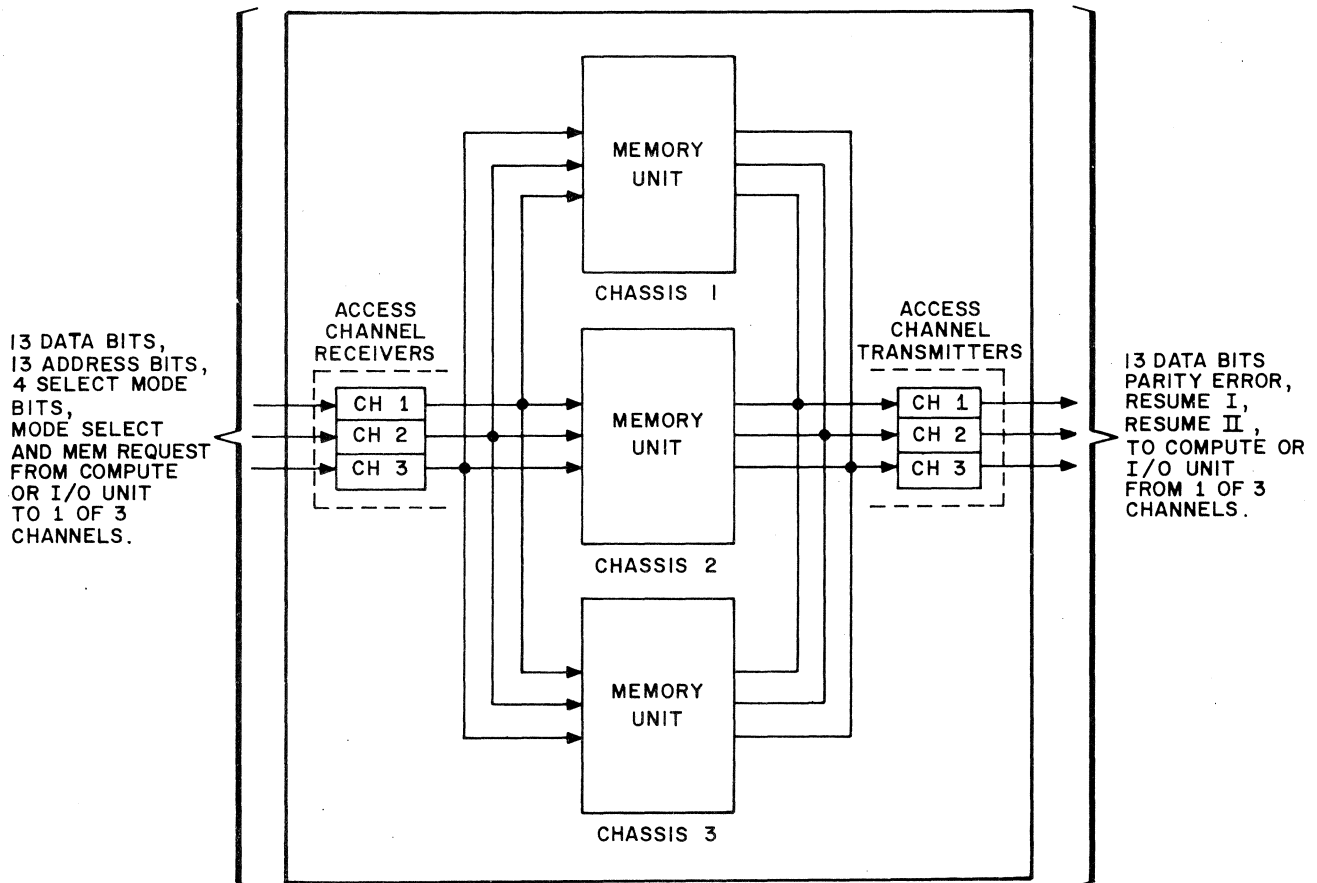 13 DATA BITS,
13 ADDRESS BITS,
4 SELECT MODE
BITS,
MODE SELECT
AND MEM REQUEST
FROM COMPUTE
OR I/O UNIT
TO 1 OF 3
CHANNELS.
ACCESS
CHANNEL
RECEIVERS
CH 1
CH 2
CH 3
MEMORY
UNIT
CHASSIS 1
MEMORY
UNIT
CHASSIS 2
MEMORY
UNIT
CHASSIS 3
ACCESS
CHANNEL
TRANSMITTERS
CH 1
CH 2
CH 3
13 DATA BITS
PARITY ERROR,
RESUME I,
RESUME II,
TO COMPUTE OR
I/O UNIT
FROM 1 OF 3
CHANNELS.